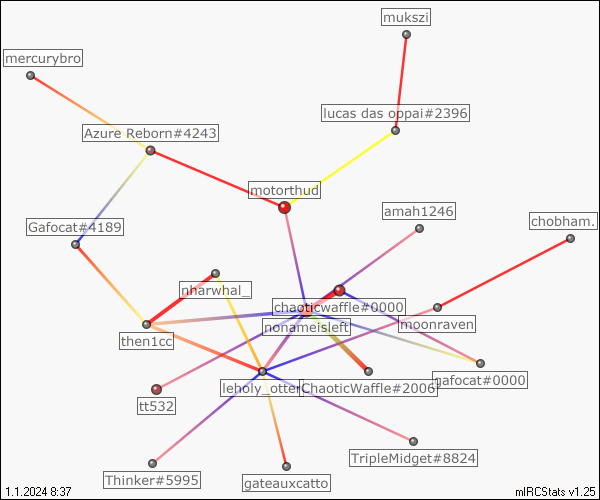 mukszi
mercurybro
lucas das oppai#2396
Azure Reborn#4243
motorthud
amah1246
chobham.
Gafocat#4189
nharwhal_
chaoticwaffle#0000
nonameisleft
moonraven
then1cc
leholy_otter
ChaoticWaffle#2006
gafocat#0000
tt532
TripleMidget#8824
Thinker#5995
gateauxcatto
1.1.2024 8:37
mIRCStats v1.25